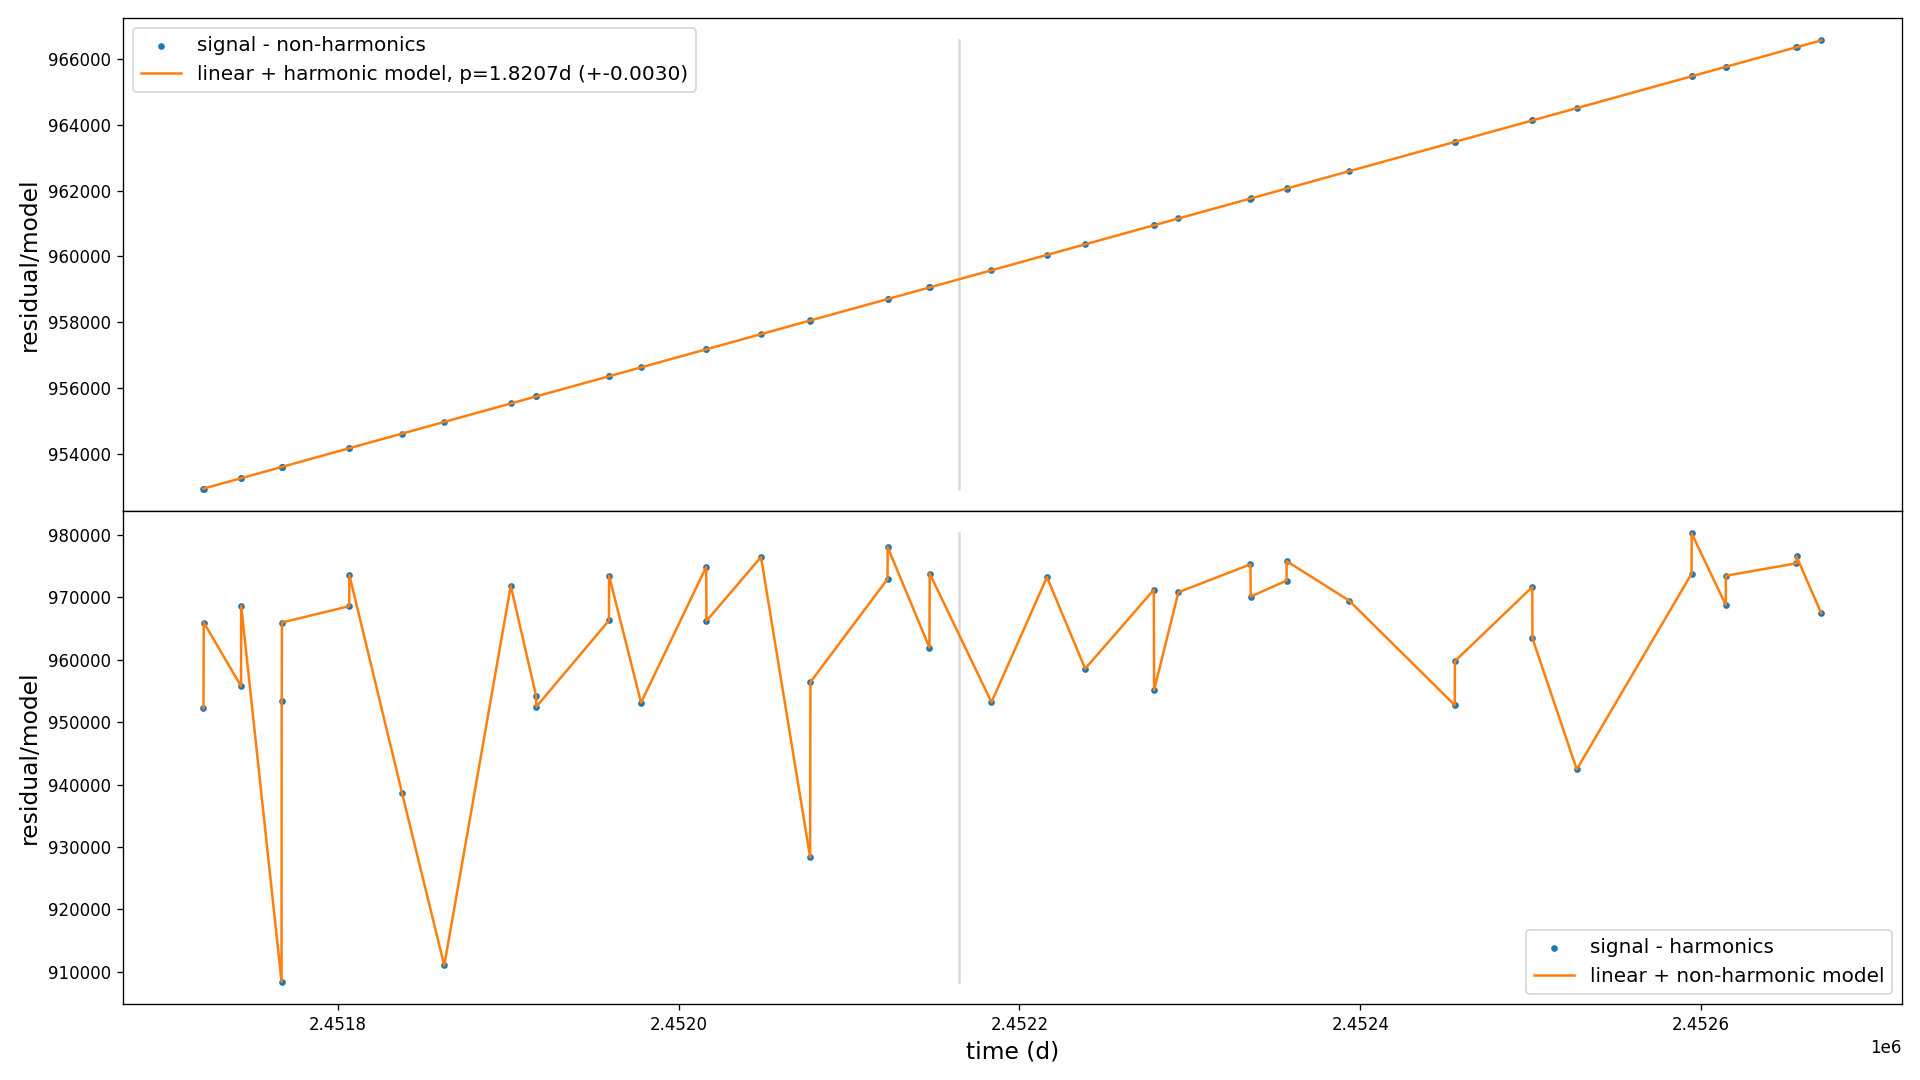 signal - non-harmonics
linear + harmonic model, p=1.8207d (+-0.0030)
966000
964000
962000
960000
958000
956000
954000
residual/model
980000
970000
960000
950000
940000
930000
920000
910000
residual/model
signal - harmonics
linear + non-harmonic model
2.4518
2.4520
2.4522
2.4524
2.4526
1e6
time (d)